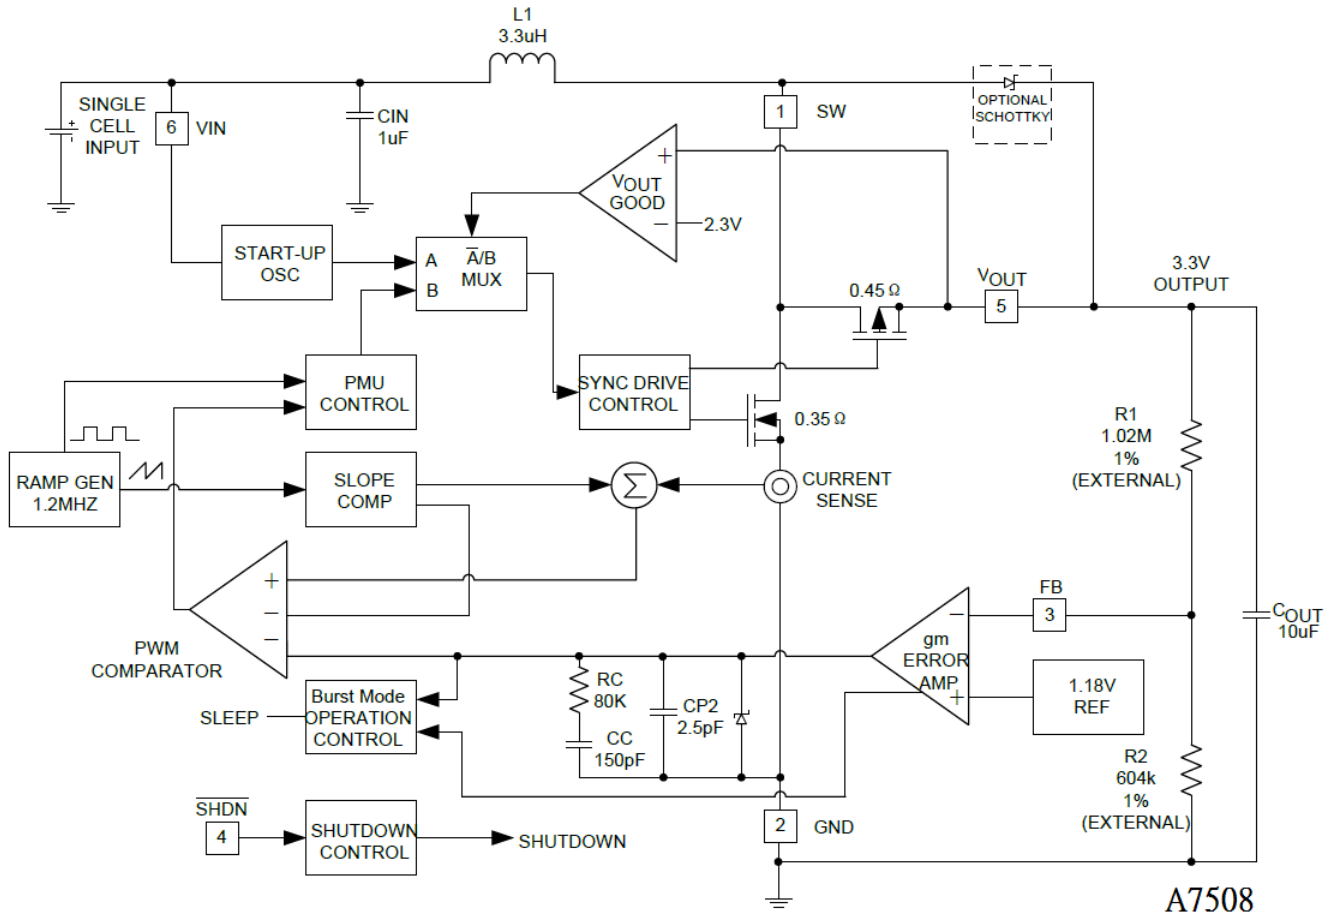 L1
3.3uH
SINGLE
CELL
INPUT
+
-
6
VIN
CIN
1uF
1
SW
OPTIONAL
SCHOTTKY
+
VOUT
GOOD
−
2.3V
START-UP
OSC
A
B
A̅/B
MUX
0.45 Ω
VOUT
5
3.3V
OUTPUT
PMU
CONTROL
SYNC DRIVE
CONTROL
0.35 Ω
R1
1.02M
1%
(EXTERNAL)
RAMP GEN
1.2MHZ
SLOPE
COMP
Σ
CURRENT
SENSE
+
−
−
PWM
COMPARATOR
FB
3
−
gm
ERROR
AMP
+
1.18V
REF
COUT
10uF
SLEEP
Burst Mode
OPERATION
CONTROL
RC
80K
CC
150pF
CP2
2.5pF
R2
604k
1%
(EXTERNAL)
S̅H̅D̅N̅
4
SHUTDOWN
CONTROL
SHUTDOWN
2
GND
A7508